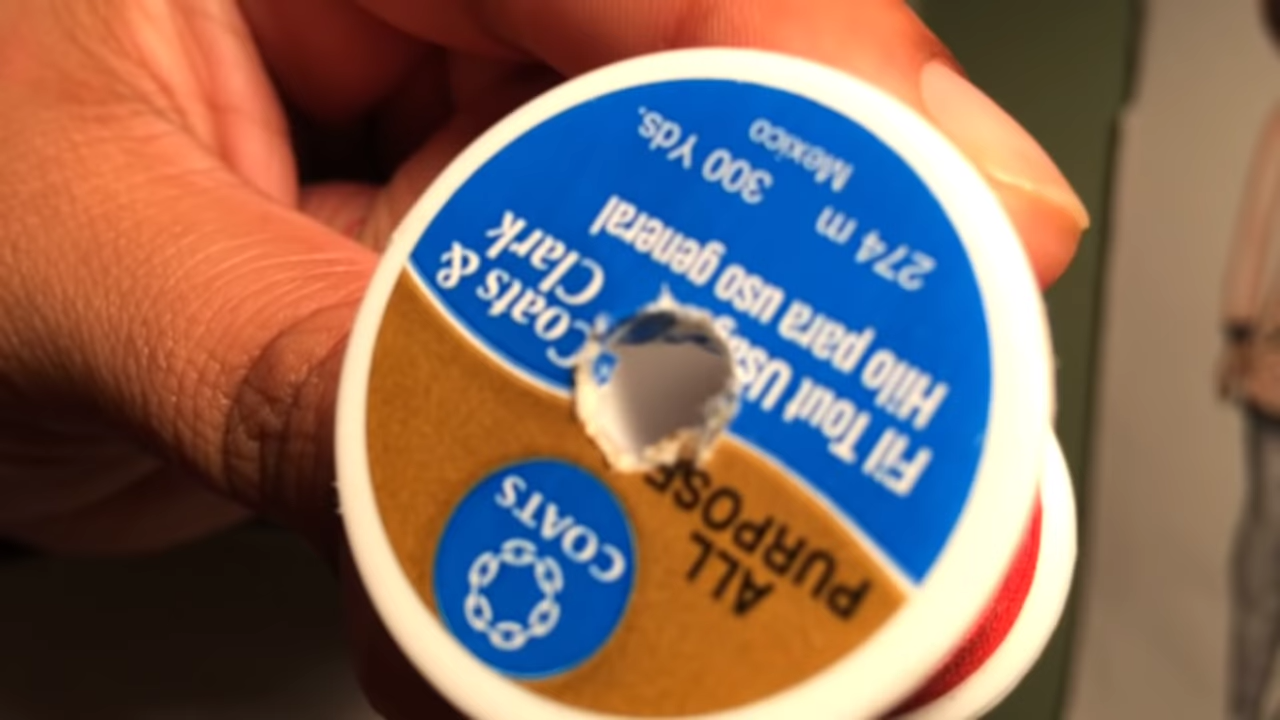 COATS
ALL
PURPOSE
Coats &
Clark
Fil Tout Usage
Hilo para uso general
274 m 300 Yds.
Mexico